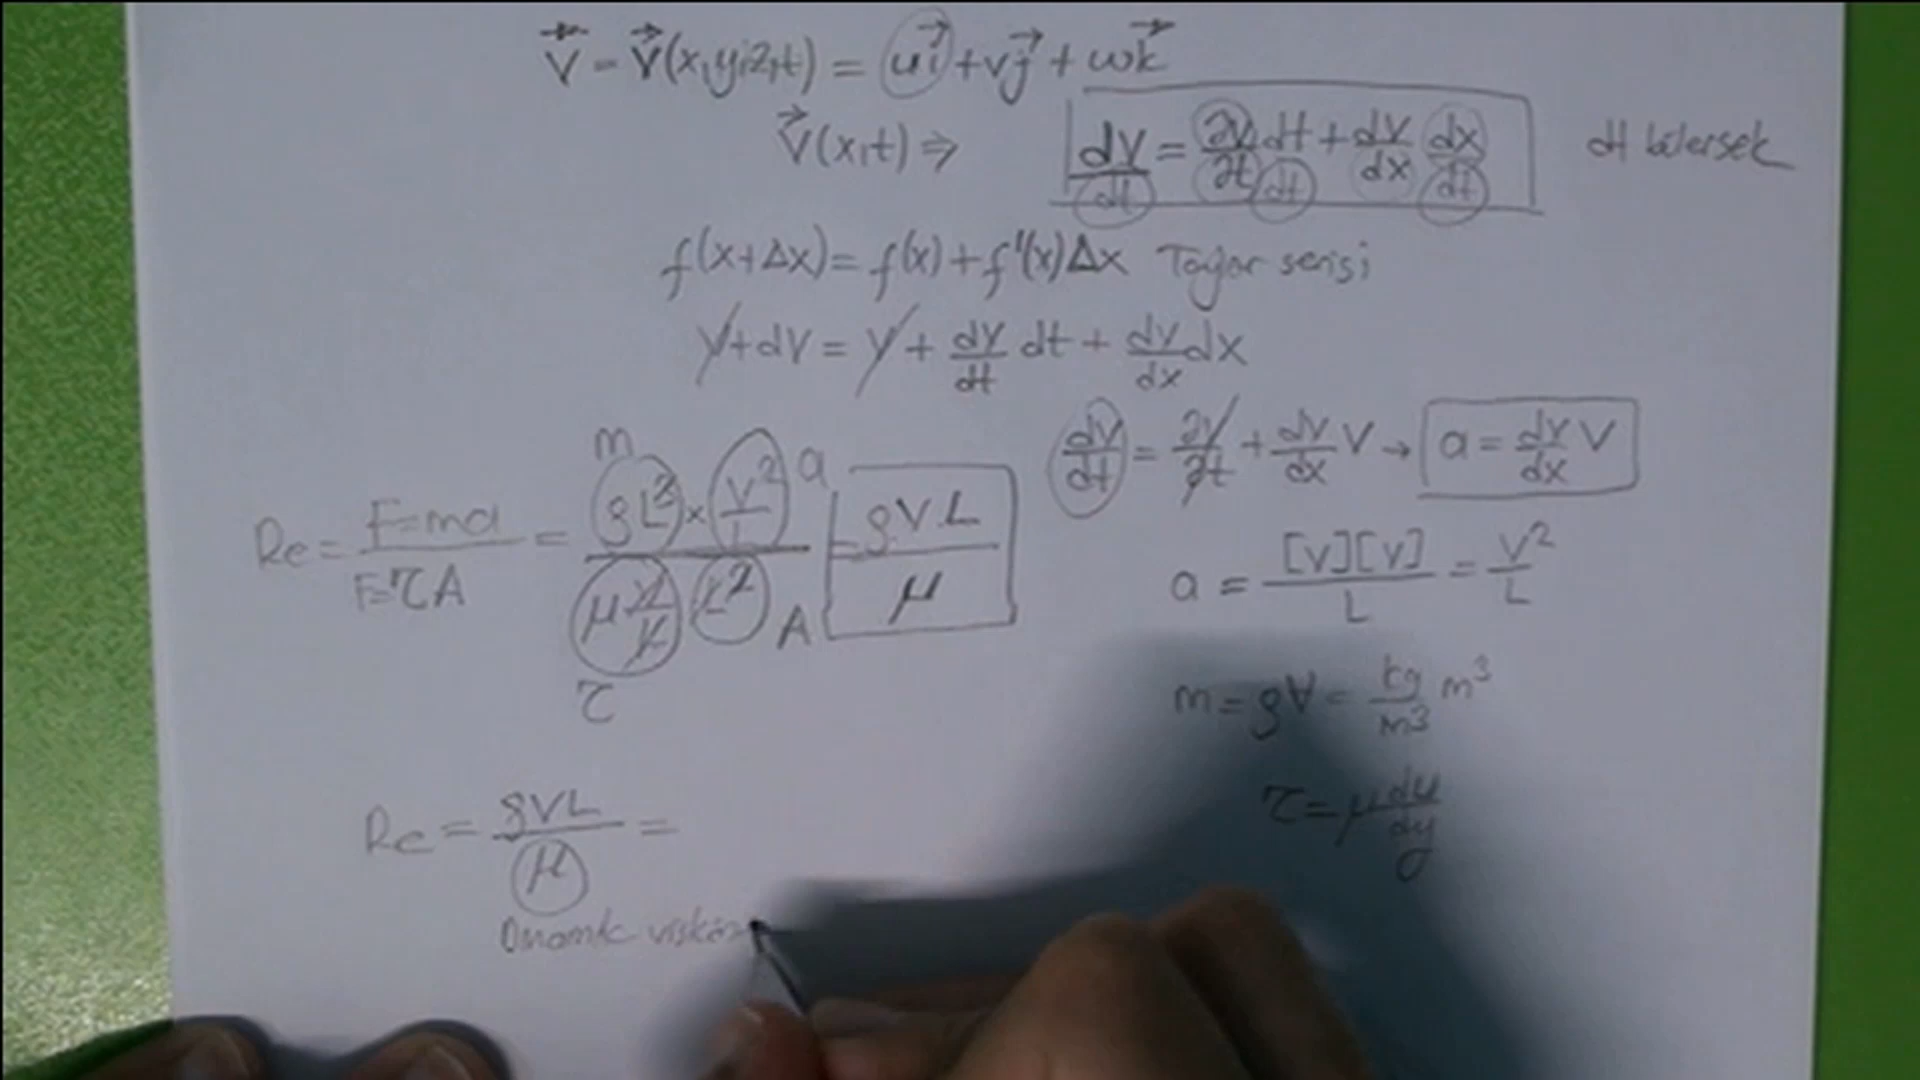 V⃗ = V⃗(x,y,z,t) = ui⃗ + vj⃗ + wk⃗
V⃗(x,t) ⇒ dV/dt = ∂V/∂t dt/dt + dV/dx dx/dt dt bölersek
f(x+Δx) = f(x) + f'(x)Δx Taylor serisi
V + dV = V + dV/dt dt + dV/dx dx
dV/dt = ∂V/∂t + dV/dx V → a = dV/dx V
Re = F=ma / F=τA = m ρL³ x V²/L a / μ V/L L² A τ = ρVL / μ
a = [V][V] / L = V²/L
m = ρV = kg/m³ m³
τ = μ du/dy
Re = ρVL / μ =